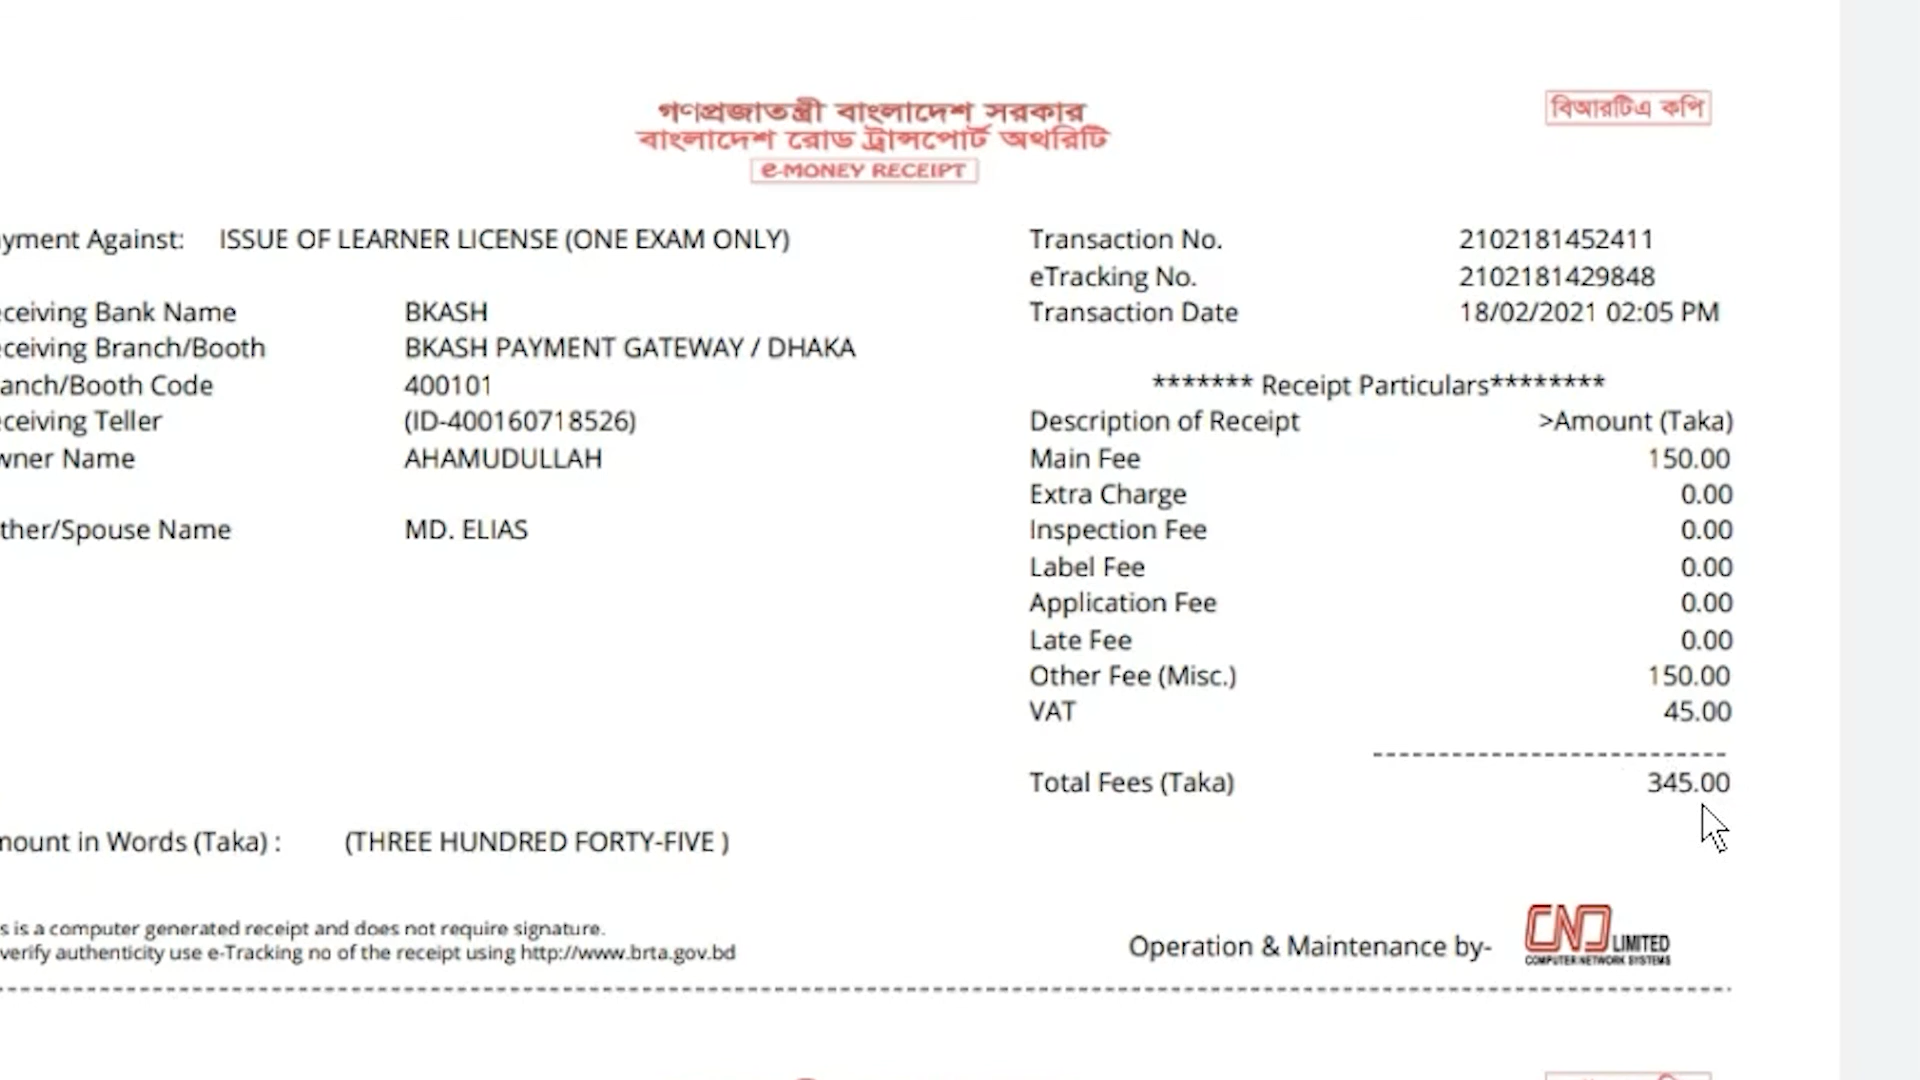 গণপ্রজাতন্ত্রী বাংলাদেশ সরকার
বাংলাদেশ রোড ট্রান্সপোর্ট অথরিটি
e-MONEY RECEIPT
বিআরটিএ কপি
yment Against: ISSUE OF LEARNER LICENSE (ONE EXAM ONLY)
ceiving Bank Name BKASH
ceiving Branch/Booth BKASH PAYMENT GATEWAY / DHAKA
anch/Booth Code 400101
ceiving Teller (ID-400160718526)
wner Name AHAMUDULLAH
ther/Spouse Name MD. ELIAS
Transaction No. 2102181452411
eTracking No. 2102181429848
Transaction Date 18/02/2021 02:05 PM
******* Receipt Particulars********
Description of Receipt >Amount (Taka)
Main Fee 150.00
Extra Charge 0.00
Inspection Fee 0.00
Label Fee 0.00
Application Fee 0.00
Late Fee 0.00
Other Fee (Misc.) 150.00
VAT 45.00
Total Fees (Taka) 345.00
mount in Words (Taka) : (THREE HUNDRED FORTY-FIVE )
s is a computer generated receipt and does not require signature.
verify authenticity use e-Tracking no of the receipt using http://www.brta.gov.bd
Operation & Maintenance by-
CNS LIMITED
COMPUTER NETWORK SYSTEMS